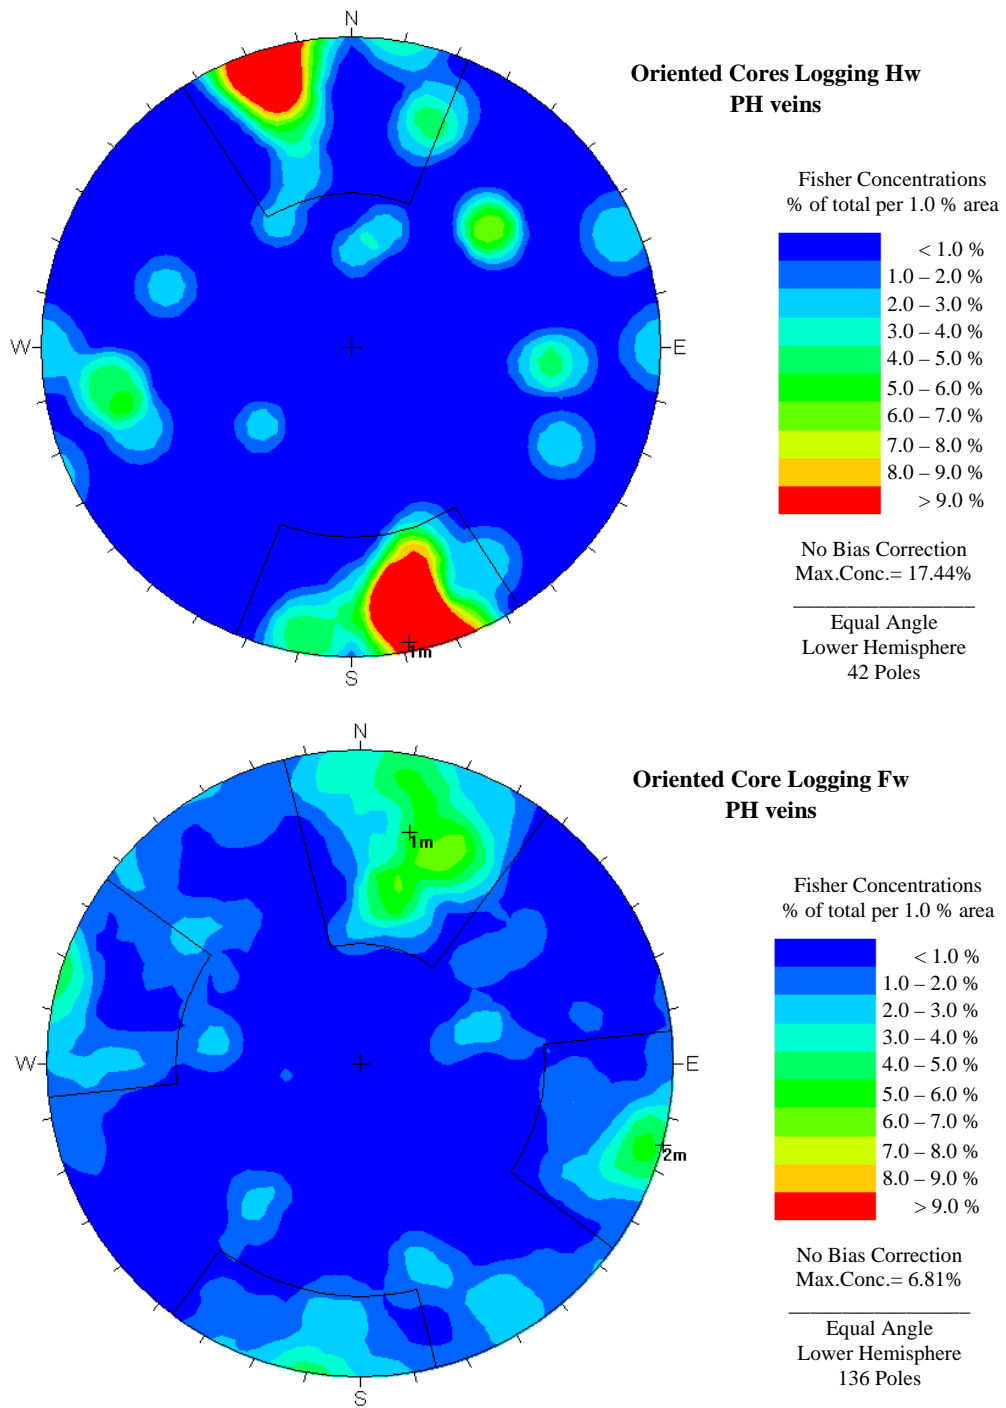 N
Oriented Cores Logging Hw
PH veins
Fisher Concentrations
% of total per 1.0 % area
< 1.0 %
1.0 – 2.0 %
2.0 – 3.0 %
3.0 – 4.0 %
4.0 – 5.0 %
5.0 – 6.0 %
6.0 – 7.0 %
7.0 – 8.0 %
8.0 – 9.0 %
> 9.0 %
W
E
No Bias Correction
Max.Conc.= 17.44%
Equal Angle
Lower Hemisphere
42 Poles
1m
S
N
Oriented Core Logging Fw
PH veins
1m
Fisher Concentrations
% of total per 1.0 % area
< 1.0 %
1.0 – 2.0 %
2.0 – 3.0 %
3.0 – 4.0 %
4.0 – 5.0 %
5.0 – 6.0 %
6.0 – 7.0 %
7.0 – 8.0 %
8.0 – 9.0 %
> 9.0 %
W
E
2m
No Bias Correction
Max.Conc.= 6.81%
Equal Angle
Lower Hemisphere
136 Poles
S